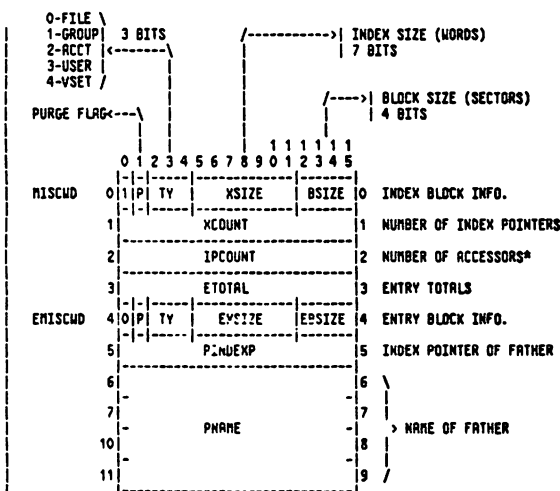 0-FILE \
1-GROUP| 3 BITS /------------->| INDEX SIZE (WORDS)
2-ACCT |<-------\ | | 7 BITS
3-USER |
4-VSET / /---->| BLOCK SIZE (SECTORS)
PURGE FLAG<---\ | 4 BITS
1 1 1 1 1 1
0 1 2 3 4 5 6 7 8 9 0 1 2 3 4 5
MISCWD 0|1|P| TY | XSIZE | BSIZE |0 INDEX BLOCK INFO.
1| XCOUNT |1 NUMBER OF INDEX POINTERS
2| IPCOUNT |2 NUMBER OF ACCESSORS*
3| ETOTAL |3 ENTRY TOTALS
EMISCWD 4|0|P| TY | EXSIZE |EBSIZE |4 ENTRY BLOCK INFO.
5| PINDEXP |5 INDEX POINTER OF FATHER
6| |6 \
7| |7 |
PNAME > NAME OF FATHER
10| |8 |
11| |9 /